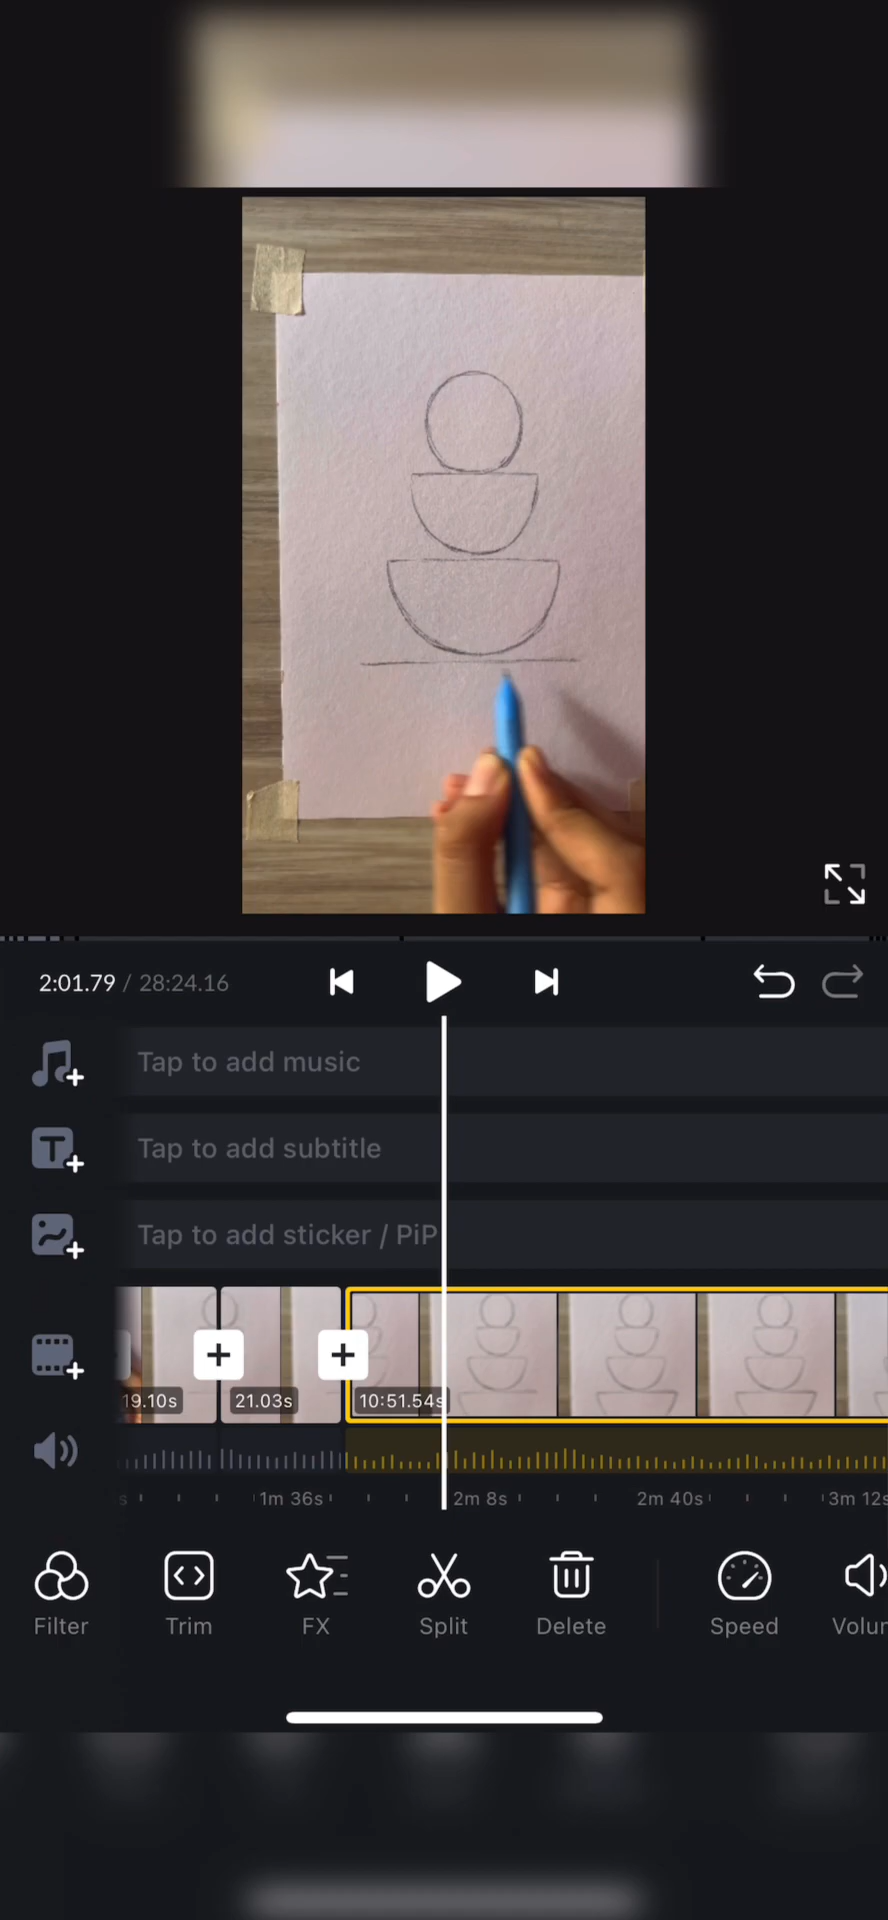 2:01.79 / 28:24.16
Tap to add music
Tap to add subtitle
Tap to add sticker / PiP
19.10s 21.03s 10:51.54s
1m 36s 2m 8s 2m 40s 3m 12s
Filter Trim FX Split Delete Speed Volum